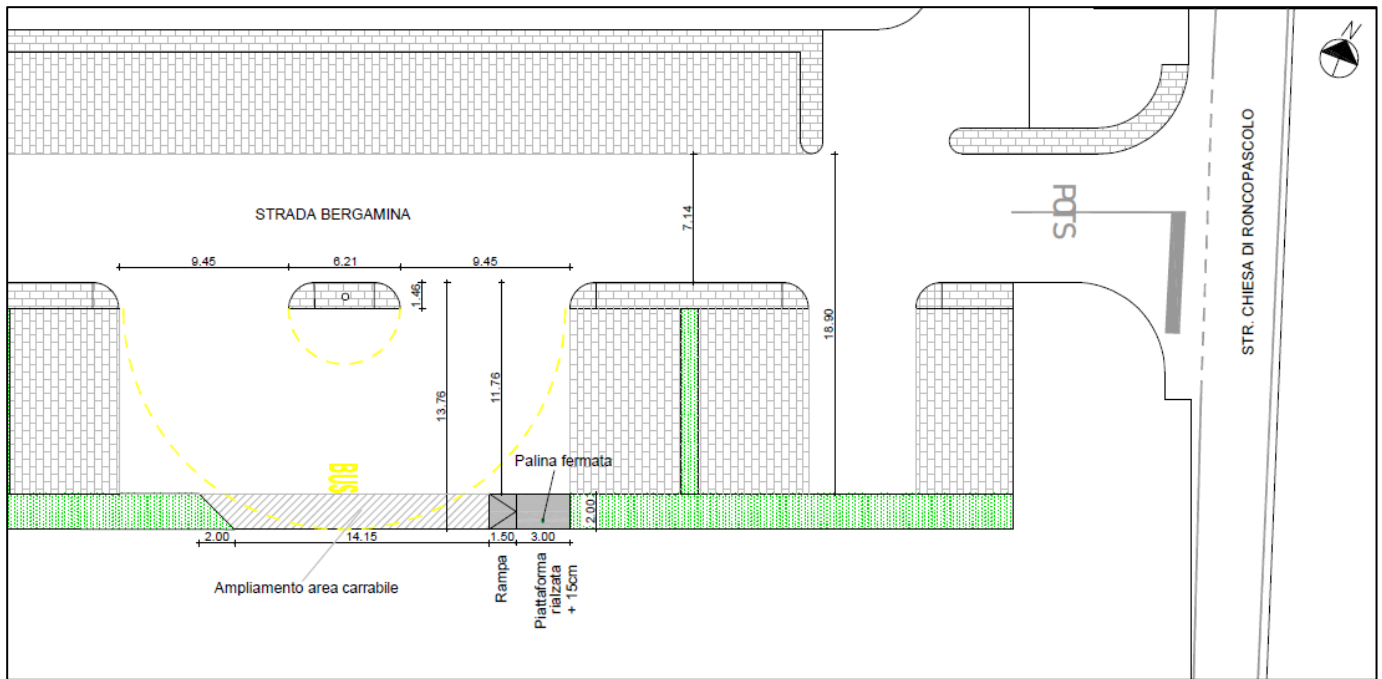 N
STR. CHIESA DI RONCOPASCOLO
STOP
STRADA BERGAMINA
7.14
9.45
6.21
9.45
1.46
18.90
13.76
11.76
BUS
Palina fermata
2.00
2.00
14.15
1.50
3.00
Ampliamento area carrabile
Rampa
Piattaforma
rialzata
+ 15cm